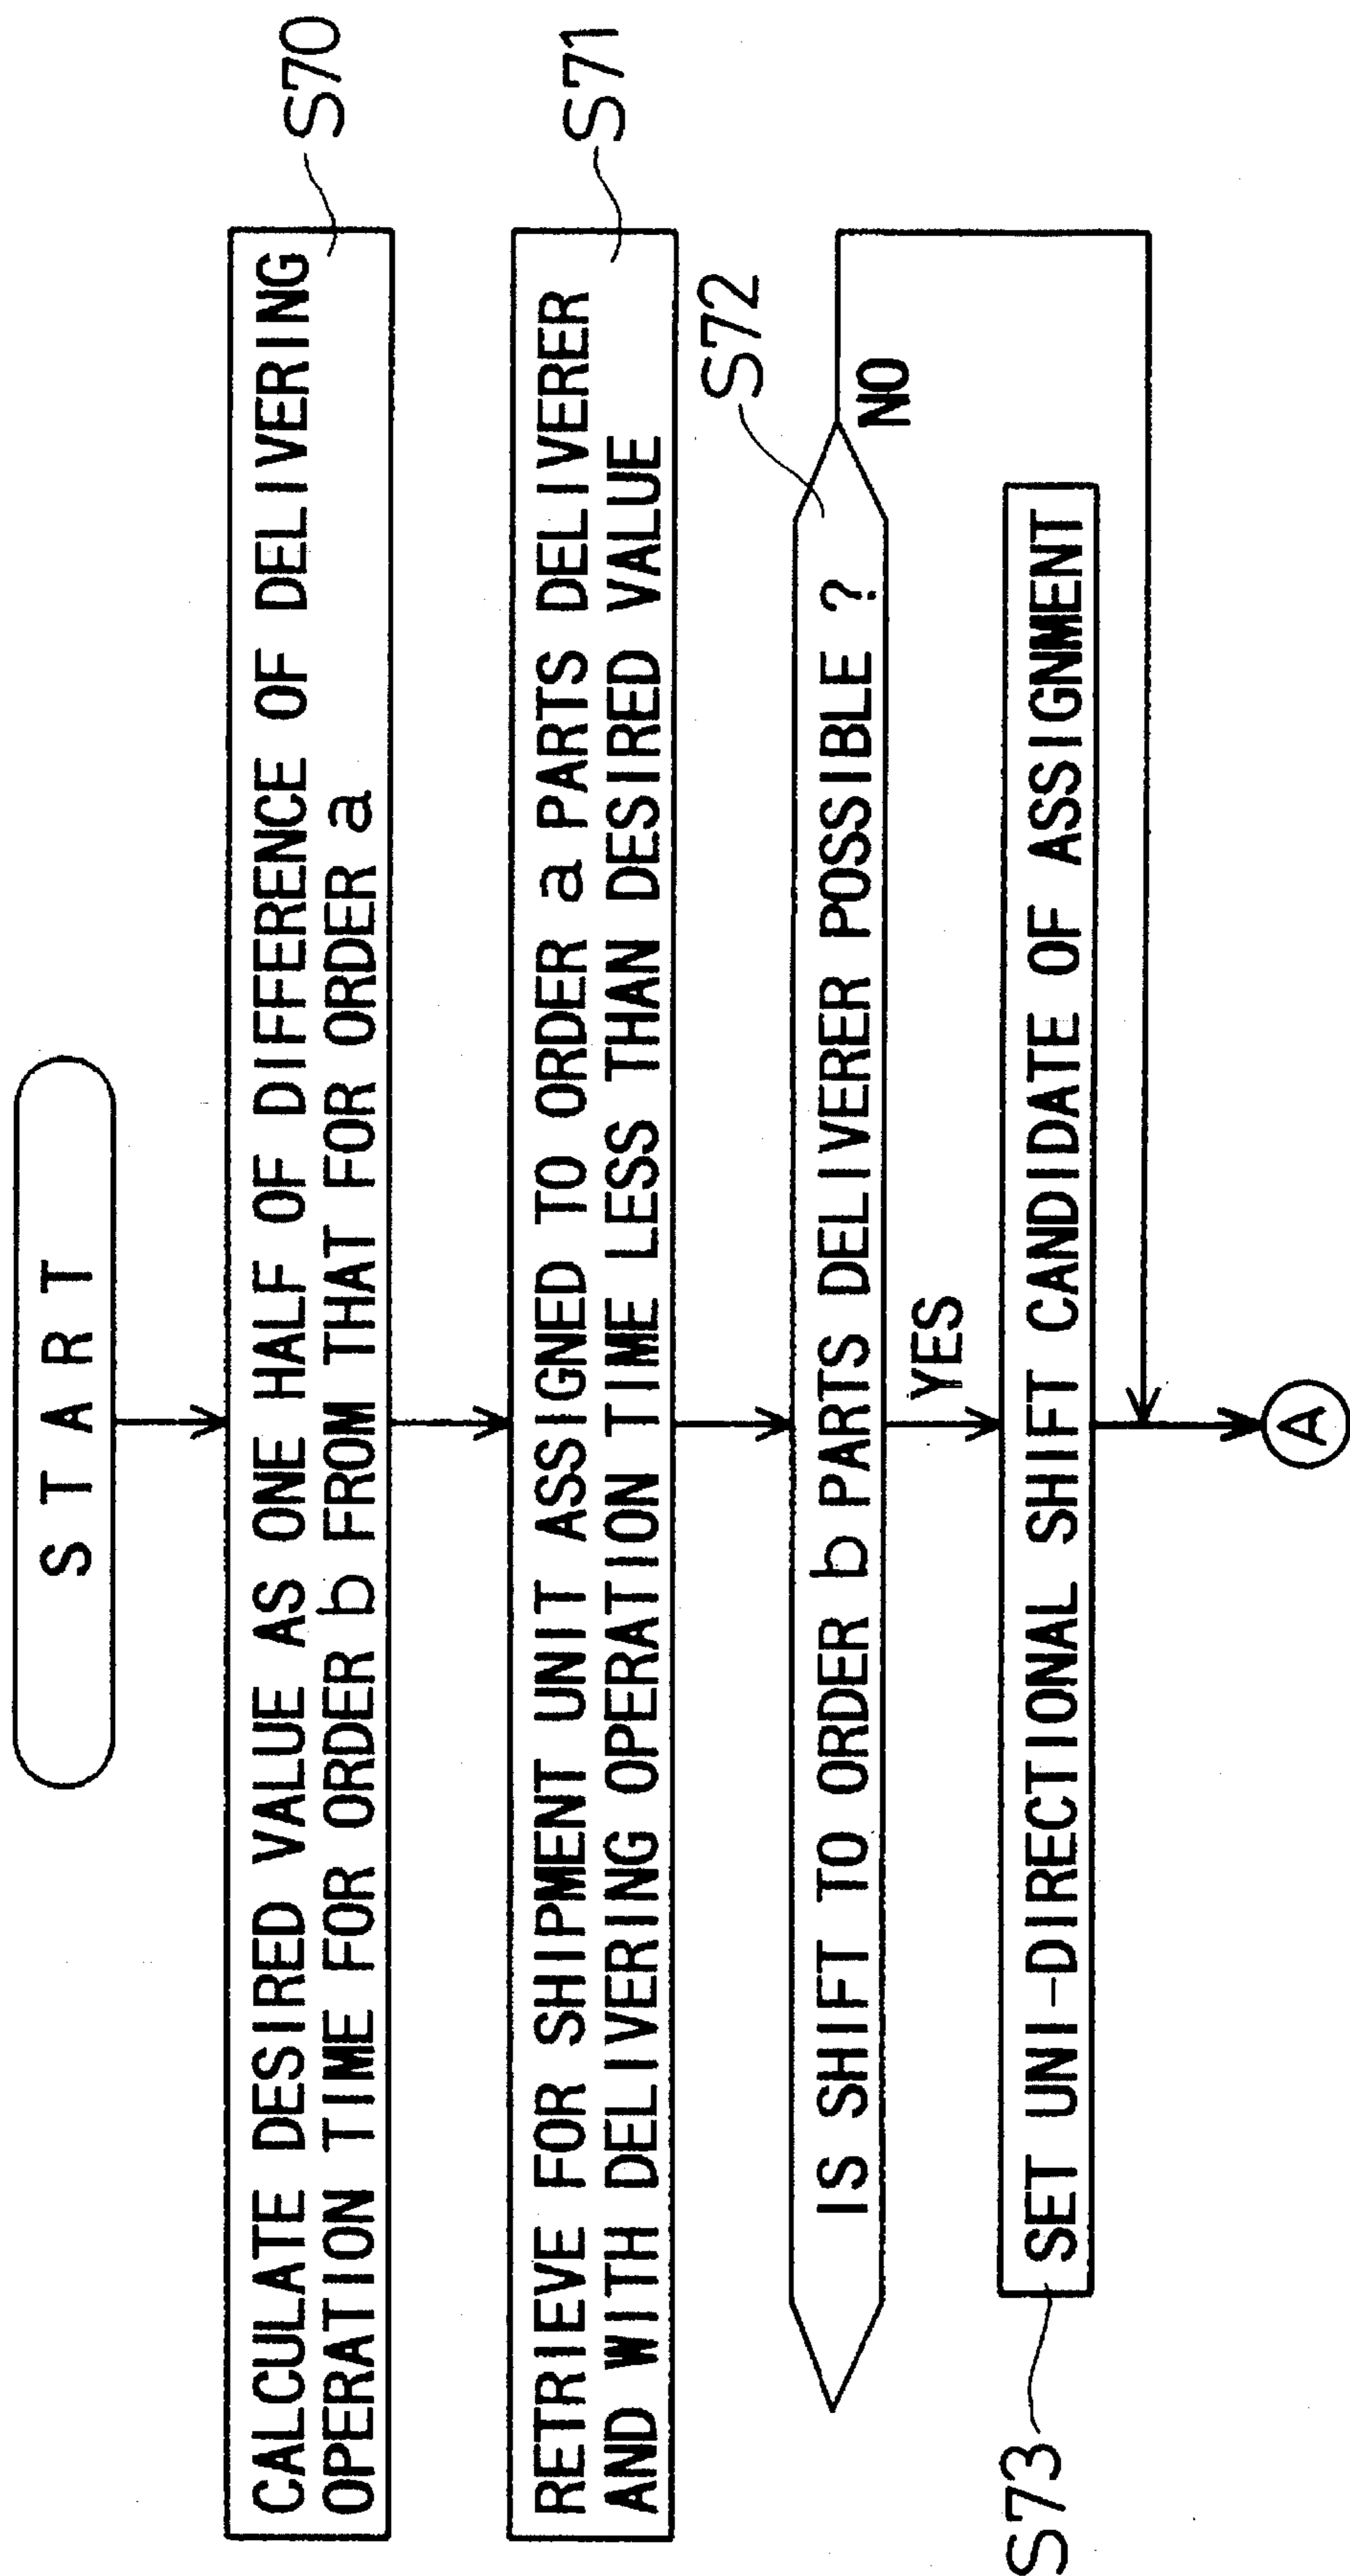 START
CALCULATE DESIRED VALUE AS ONE HALF OF DIFFERENCE OF DELIVERING
OPERATION TIME FOR ORDER b FROM THAT FOR ORDER a
S70
RETRIEVE FOR SHIPMENT UNIT ASSIGNED TO ORDER a PARTS DELIVERER
AND WITH DELIVERING OPERATION TIME LESS THAN DESIRED VALUE
S71
S72
IS SHIFT TO ORDER b PARTS DELIVERER POSSIBLE ?
NO
YES
S73
SET UNI-DIRECTIONAL SHIFT CANDIDATE OF ASSIGNMENT
A